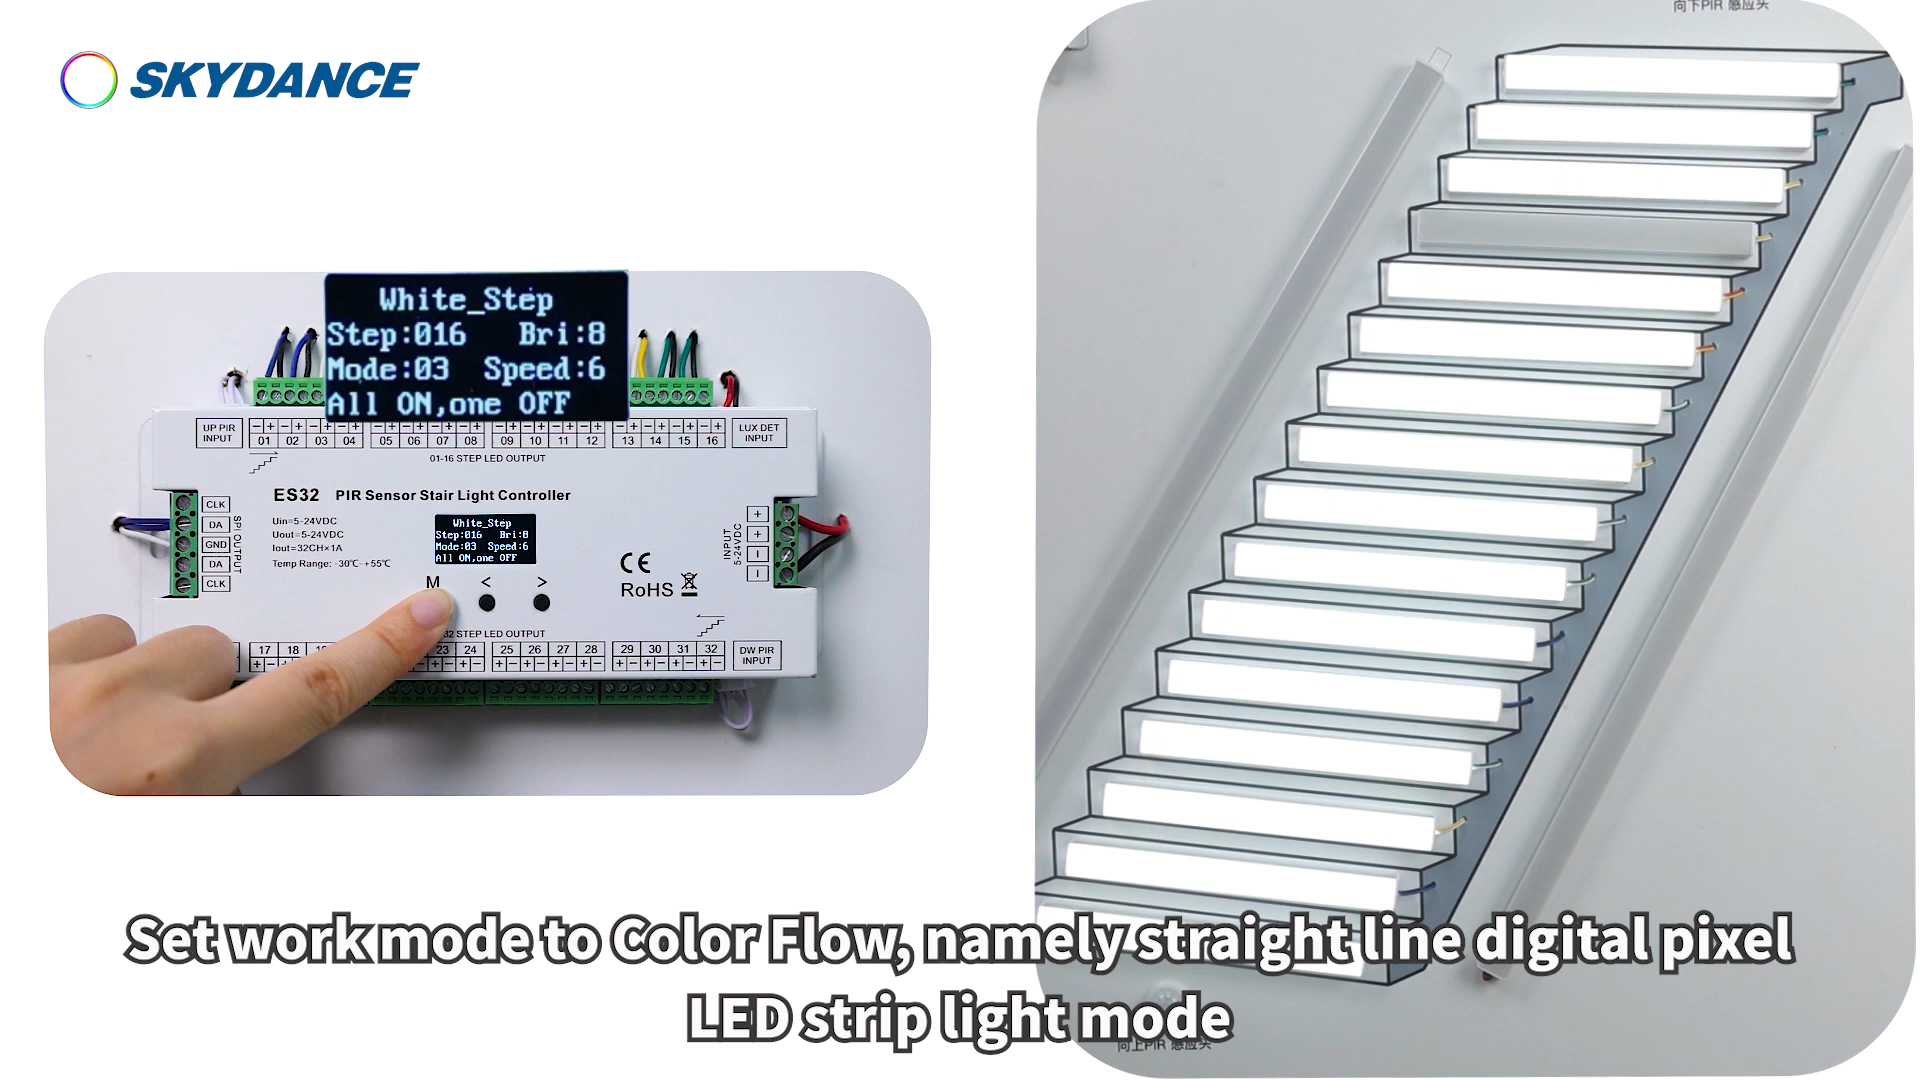 SKYDANCE
向下PIR 感应头
White_Step
Step:016 Bri:8
Mode:03 Speed:6
All ON,one OFF
UP PIR INPUT
- + - + - + - +
01 02 03 04
- + - + - + - +
05 06 07 08
- + - + - + - +
09 10 11 12
- + - + - + - +
13 14 15 16
LUX DET INPUT
01-16 STEP LED OUTPUT
ES32 PIR Sensor Stair Light Controller
CLK
DA
GND
DA
CLK
SPI OUTPUT
Uin=5-24VDC
Uout=5-24VDC
Iout=32CH×1A
Temp Range: -30℃-+55℃
White_Step
Step:016 Bri:8
Mode:03 Speed:6
All ON,one OFF
M < >
CE
RoHS
INPUT
5-24VDC
+
+
-
-
32 STEP LED OUTPUT
17 18
23 24
25 26 27 28
29 30 31 32
+ - + - + - + -
+ - + - + - + -
DW PIR INPUT
Set work mode to Color Flow, namely straight line digital pixel
LED strip light mode
向上PIR 感应头